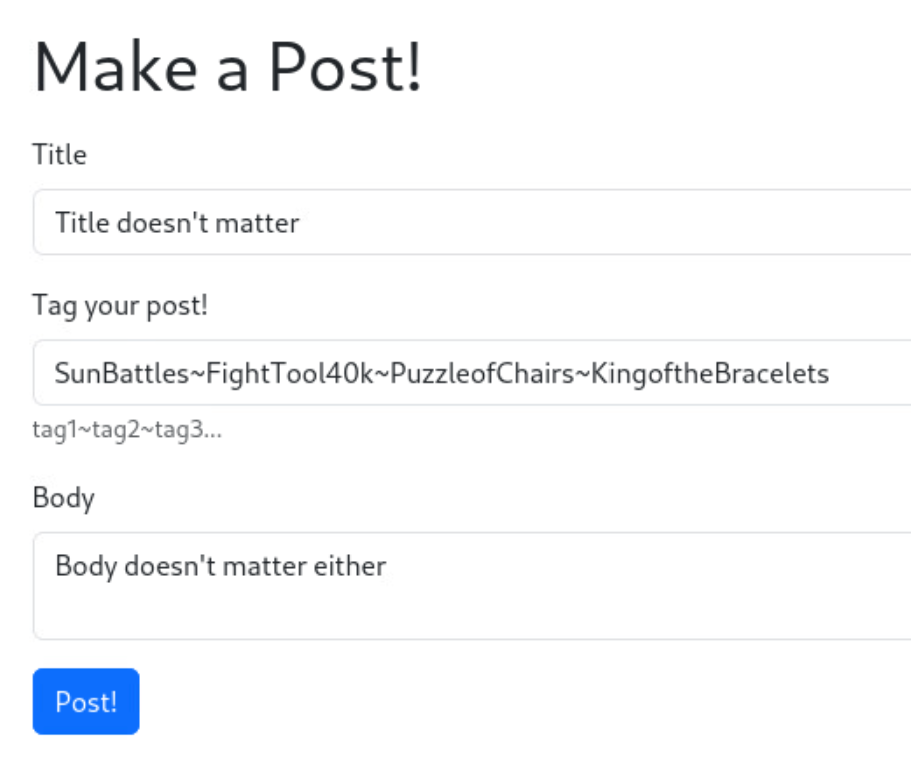 Make a Post!
Title
Title doesn't matter
Tag your post!
SunBattles~FightTool40k~PuzzleofChairs~KingoftheBracelets
tag1~tag2~tag3...
Body
Body doesn't matter either
Post!